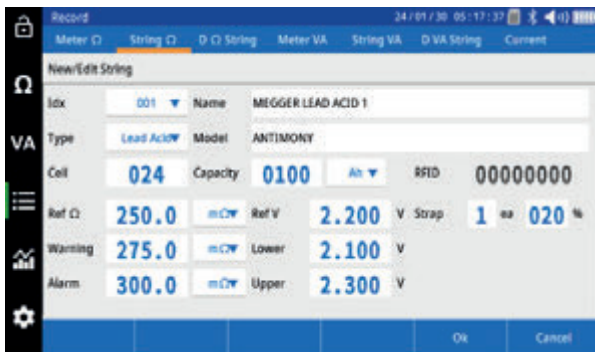 Record 24/01/30 05:17:37
Meter Ω String Ω D Ω String Meter VA String VA D VA String Current
New/Edit String
Ω
VA
Idx 001 Name MEGGER LEAD ACID 1
Type Lead Acid Model ANTIMONY
Cell 024 Capacity 0100 Ah RFID 00000000
Ref Ω 250.0 mΩ Ref V 2.200 V Strap 1 ea 020 %
Warning 275.0 mΩ Lower 2.100 V
Alarm 300.0 mΩ Upper 2.300 V
Ok Cancel